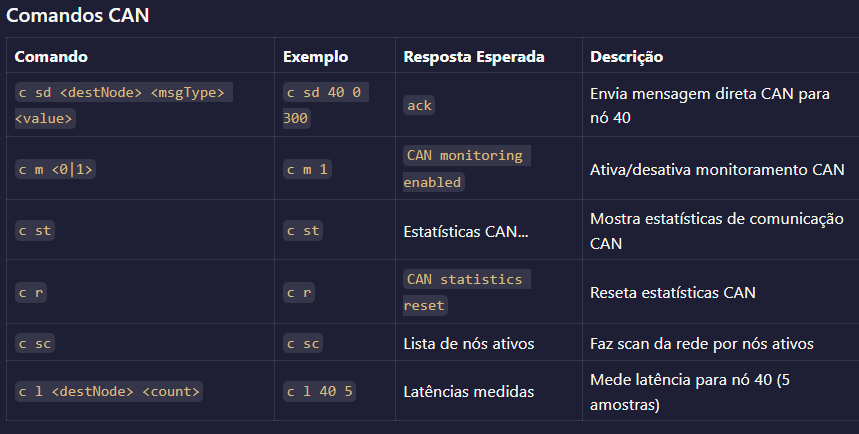 Comandos CAN
Comando Exemplo Resposta Esperada Descrição
c sd <destNode> <msgType>
<value>
c sd 40 0
300
ack
Envia mensagem direta CAN para
nó 40
c m <0|1>
c m 1
CAN monitoring
enabled
Ativa/desativa monitoramento CAN
c st
c st
Estatísticas CAN...
Mostra estatísticas de comunicação
CAN
c r
c r
CAN statistics
reset
Reseta estatísticas CAN
c sc
c sc
Lista de nós ativos
Faz scan da rede por nós ativos
c l <destNode> <count>
c l 40 5
Latências medidas
Mede latência para nó 40 (5
amostras)